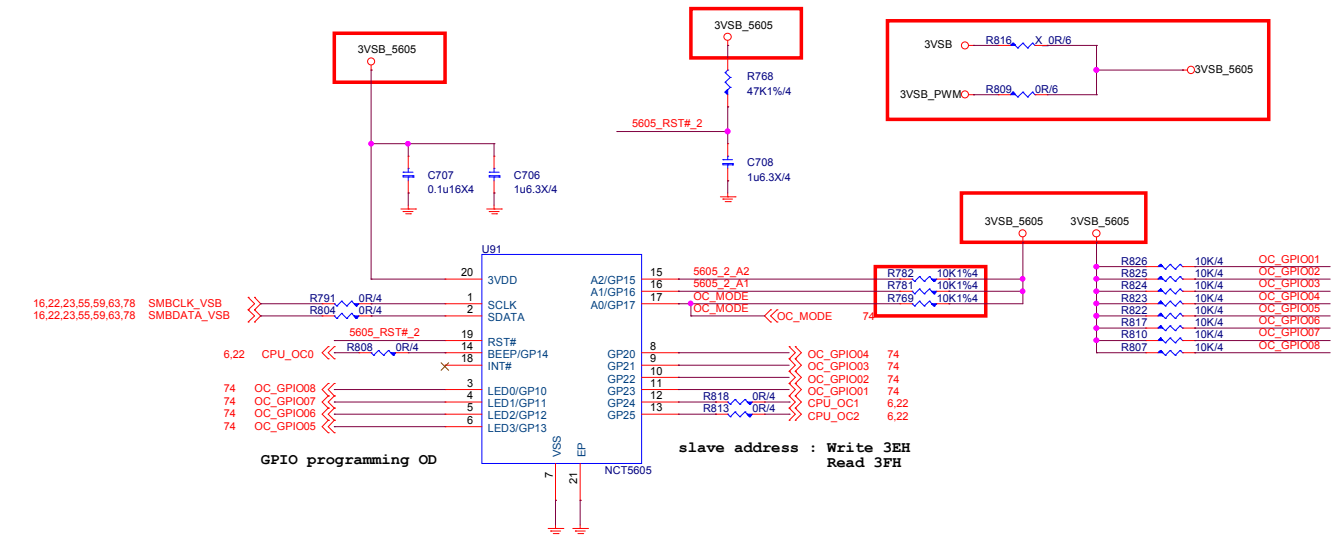 3VSB_5605
3VSB_5605
3VSB
R816
X_0R/6
3VSB_5605
3VSB_PWM
R809
0R/6
R768
47K1%/4
5605_RST#_2
C708
1u6.3X/4
C707
0.1u16X4
C706
1u6.3X/4
3VSB_5605
3VSB_5605
U91
20
3VDD
1
SCLK
2
SDATA
19
RST#
14
BEEP/GP14
18
INT#
3
LED0/GP10
4
LED1/GP11
5
LED2/GP12
6
LED3/GP13
A2/GP15
15
A1/GP16
16
A0/GP17
17
GP20
8
GP21
9
GP22
10
GP23
11
GP24
12
GP25
13
VSS
7
EP
21
NCT5605
16,22,23,55,59,63,78 SMBCLK_VSB
R791
0R/4
16,22,23,55,59,63,78 SMBDATA_VSB
R804
0R/4
5605_RST#_2
6,22 CPU_OC0
R808
0R/4
74 OC_GPIO08
74 OC_GPIO07
74 OC_GPIO06
74 OC_GPIO05
GPIO programming OD
5605_2_A2
R782
10K1%4
5605_2_A1
R781
10K1%4
OC_MODE
R769
10K1%4
OC_MODE
OC_MODE 74
OC_GPIO04 74
OC_GPIO03 74
OC_GPIO02 74
OC_GPIO01 74
R818
0R/4
CPU_OC1 6,22
R813
0R/4
CPU_OC2 6,22
slave address : Write 3EH
Read 3FH
R826 10K/4 OC_GPIO01
R825 10K/4 OC_GPIO02
R824 10K/4 OC_GPIO03
R823 10K/4 OC_GPIO04
R822 10K/4 OC_GPIO05
R817 10K/4 OC_GPIO06
R810 10K/4 OC_GPIO07
R807 10K/4 OC_GPIO08